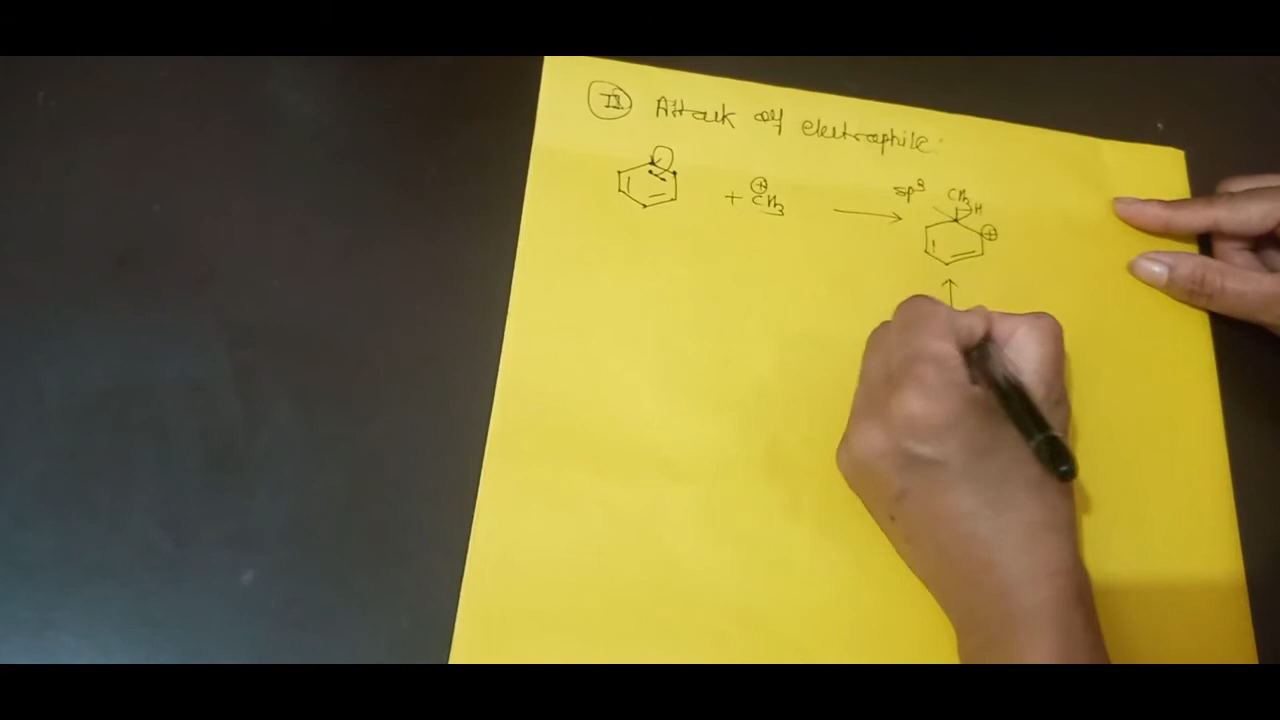 II Attack of electrophile:
+ ⊕CH3 → sp3 CH3 H ⊕